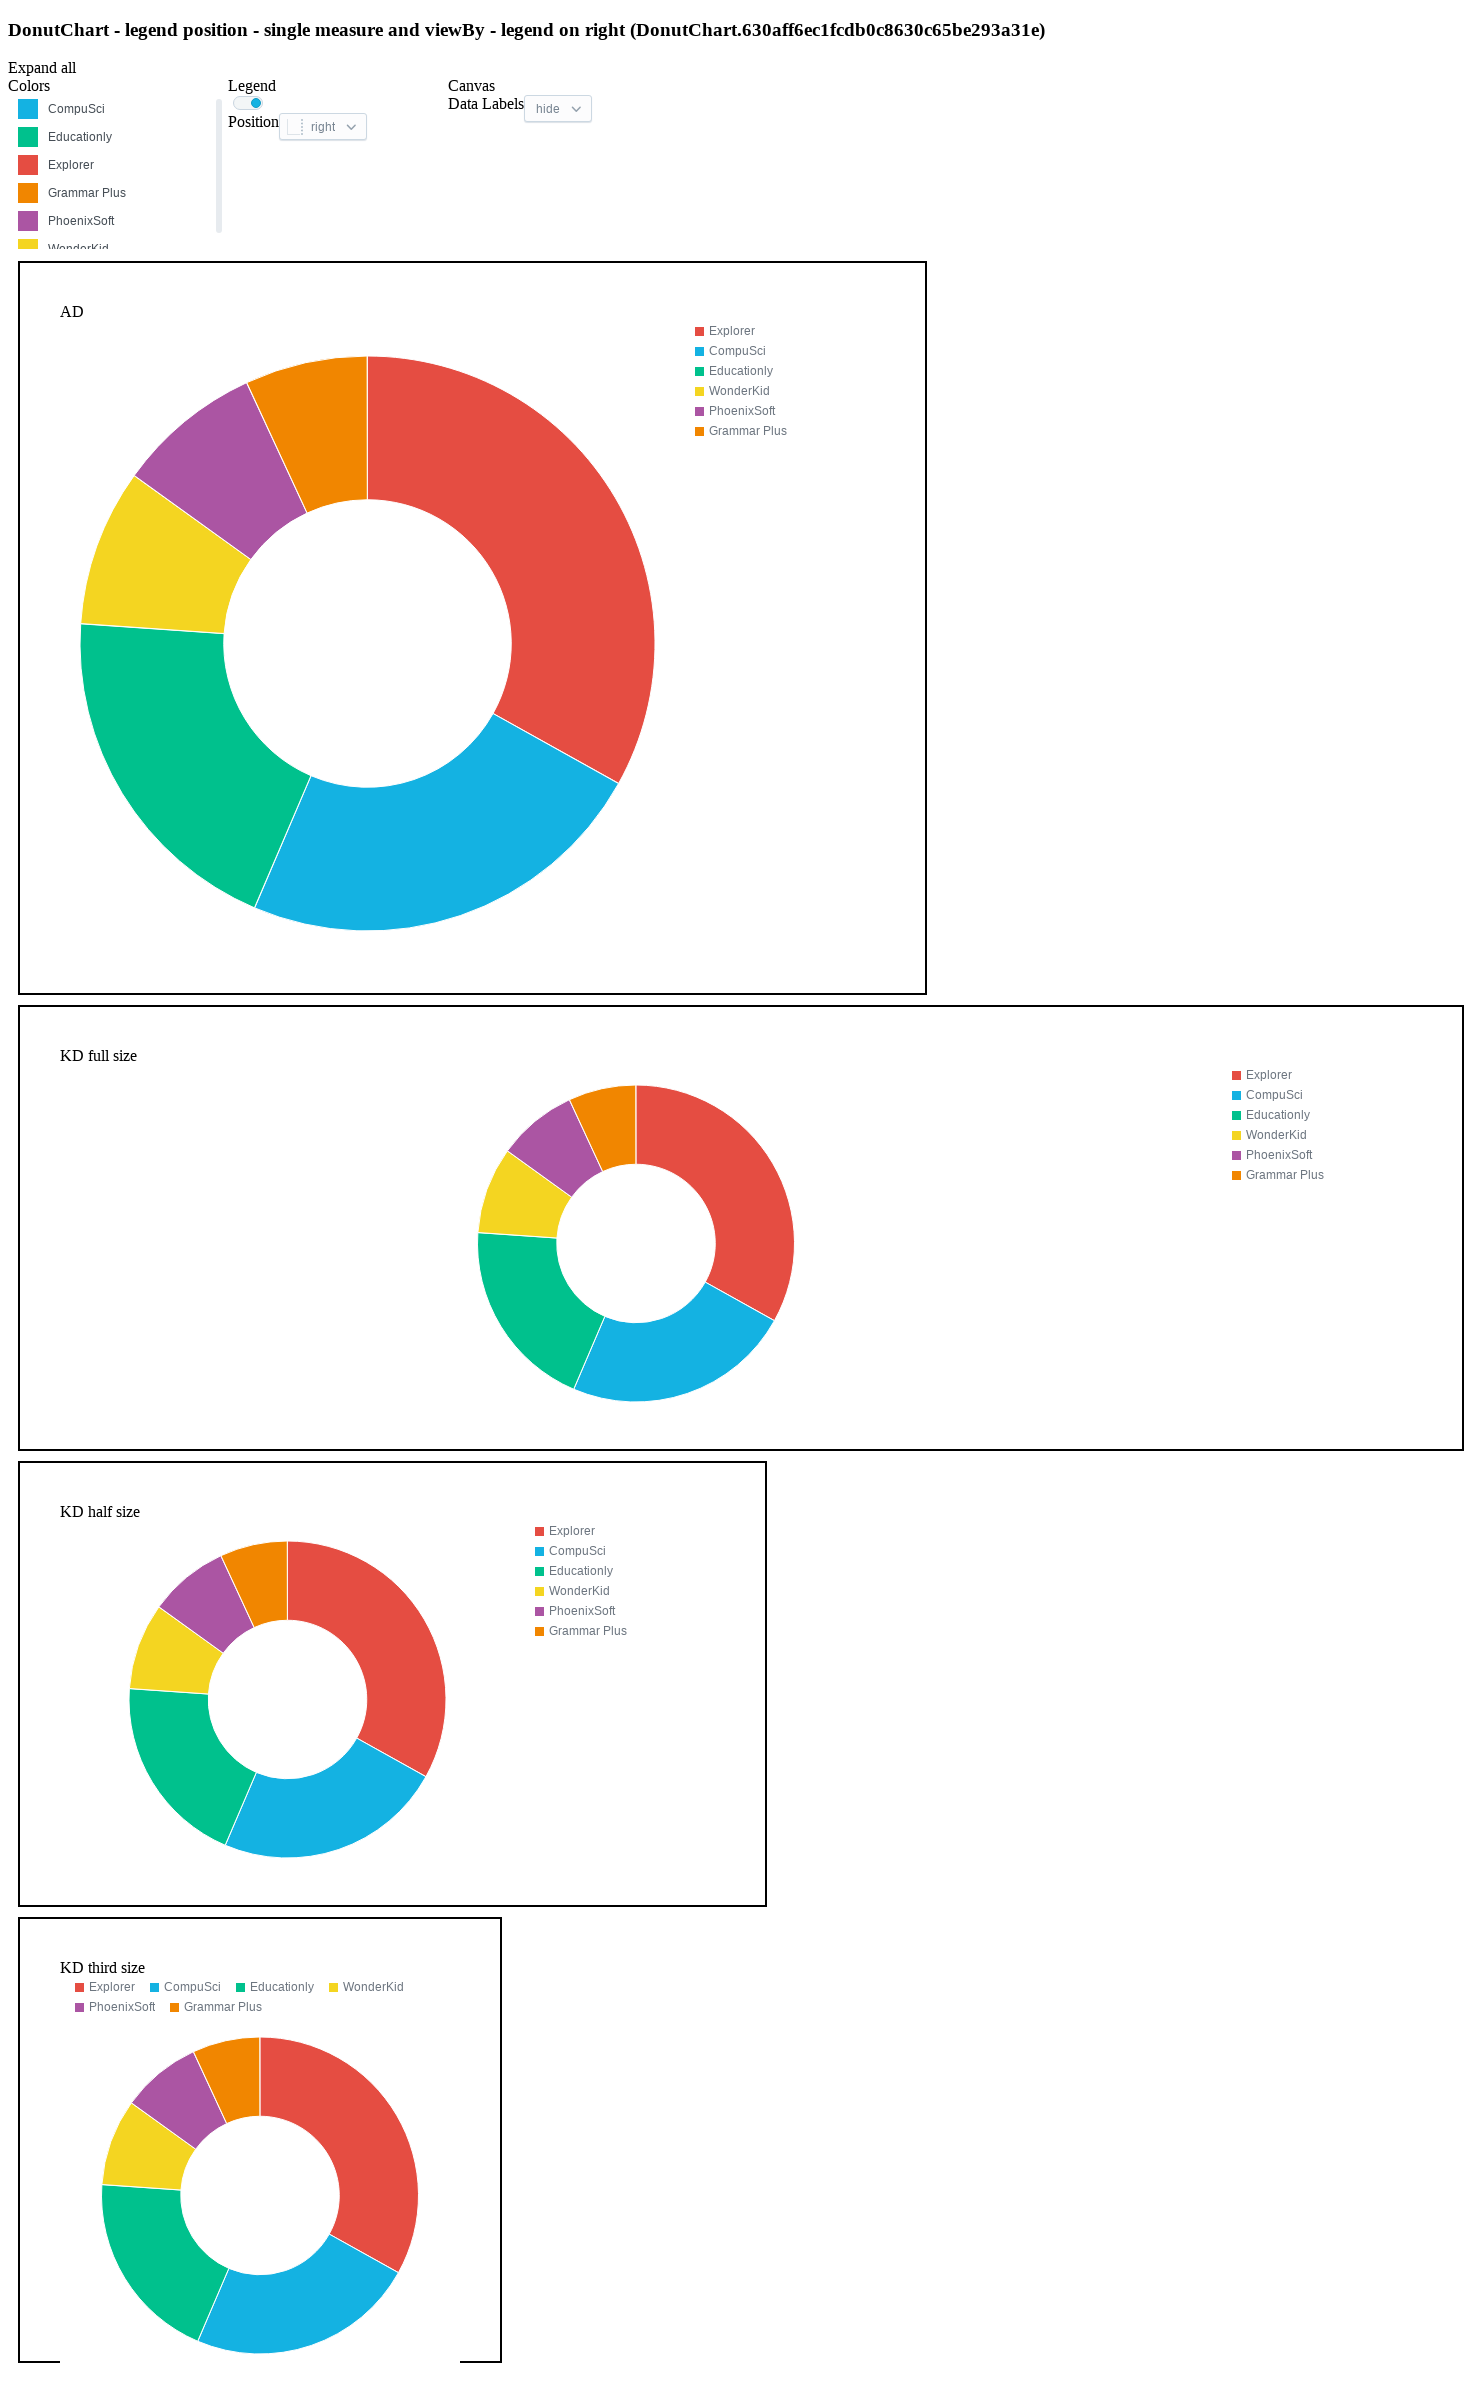 DonutChart - legend position - single measure and viewBy - legend on right (DonutChart.630aff6ec1fcdb0c8630c65be293a31e)
Expand all
Colors
CompuSci
Educationly
Explorer
Grammar Plus
PhoenixSoft
WonderKid
Legend
Position right
Canvas
Data Labels hide
AD
Explorer
CompuSci
Educationly
WonderKid
PhoenixSoft
Grammar Plus
KD full size
Explorer
CompuSci
Educationly
WonderKid
PhoenixSoft
Grammar Plus
KD half size
Explorer
CompuSci
Educationly
WonderKid
PhoenixSoft
Grammar Plus
KD third size
Explorer CompuSci Educationly WonderKid
PhoenixSoft Grammar Plus